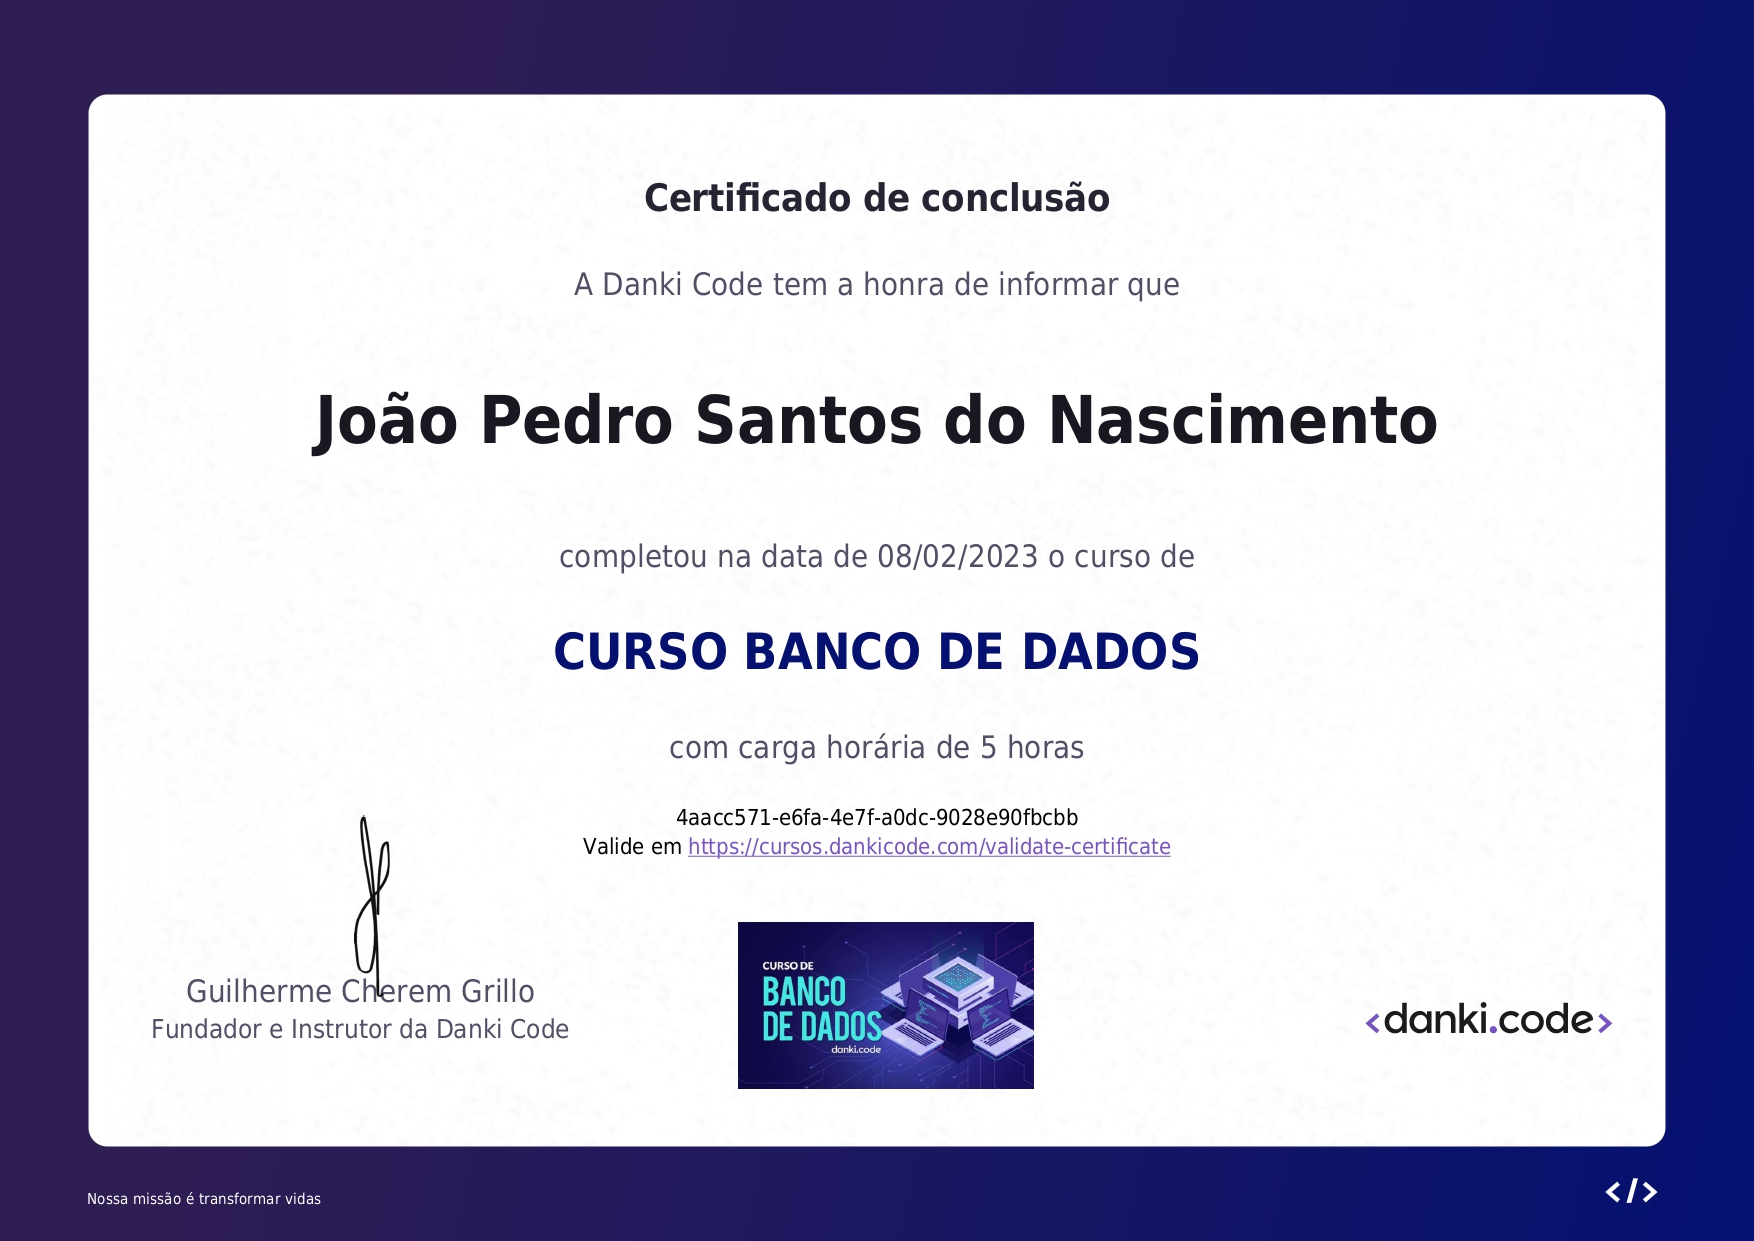 Certificado de conclusão
A Danki Code tem a honra de informar que
João Pedro Santos do Nascimento
completou na data de 08/02/2023 o curso de
CURSO BANCO DE DADOS
com carga horária de 5 horas
4aacc571-e6fa-4e7f-a0dc-9028e90fbcbb
Valide em https://cursos.dankicode.com/validate-certificate
Guilherme Cherem Grillo
Fundador e Instrutor da Danki Code
CURSO DE
BANCO
DE DADOS
danki.code
<danki.code>
Nossa missão é transformar vidas
</>